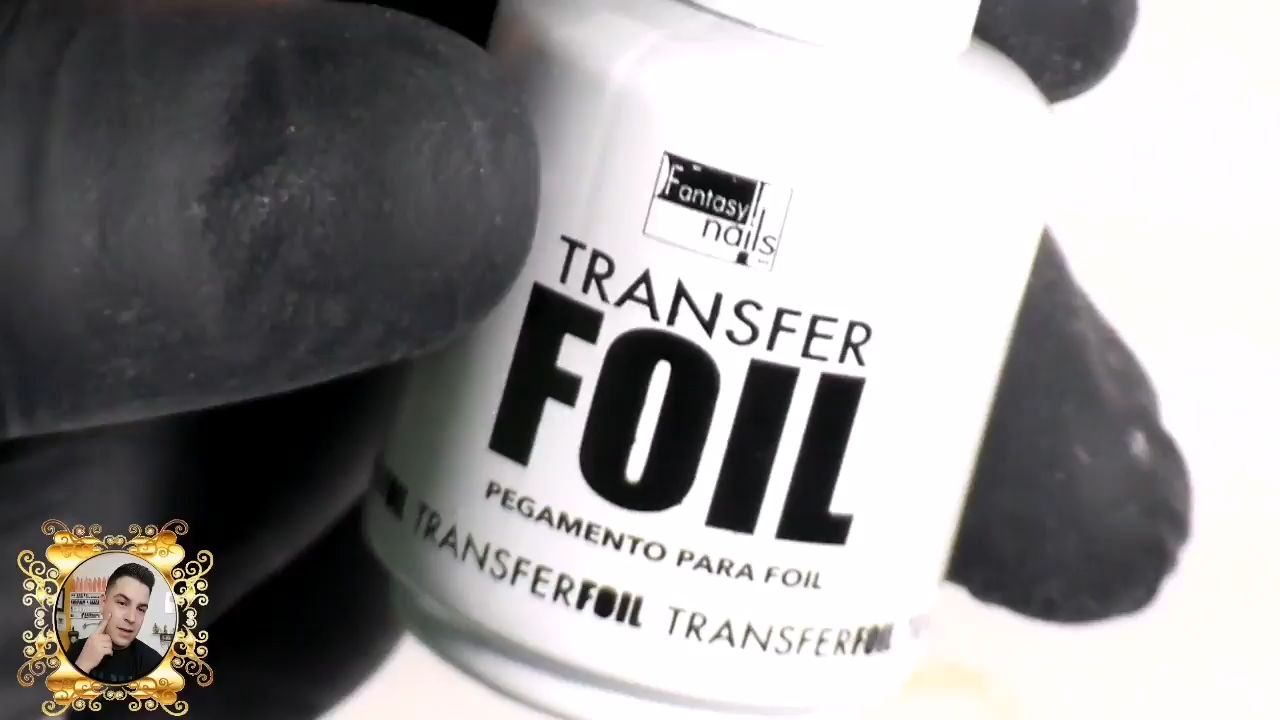 Fantasy
nails
TRANSFER
FOIL
PEGAMENTO PARA FOIL
TRANSFERFOIL TRANSFERFOIL